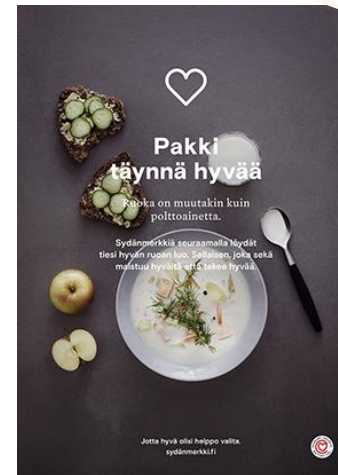 Pakki
täynnä hyvää
Ruoka on muutakin kuin
polttoainetta.
Sydänmerkkiä seuraamalla löydät
tiesi hyvän ruoan luo. Sellaisen, joka sekä
maistuu hyvältä että tekee hyvää.
Jotta hyvä olisi helppo valita.
sydänmerkki.fi